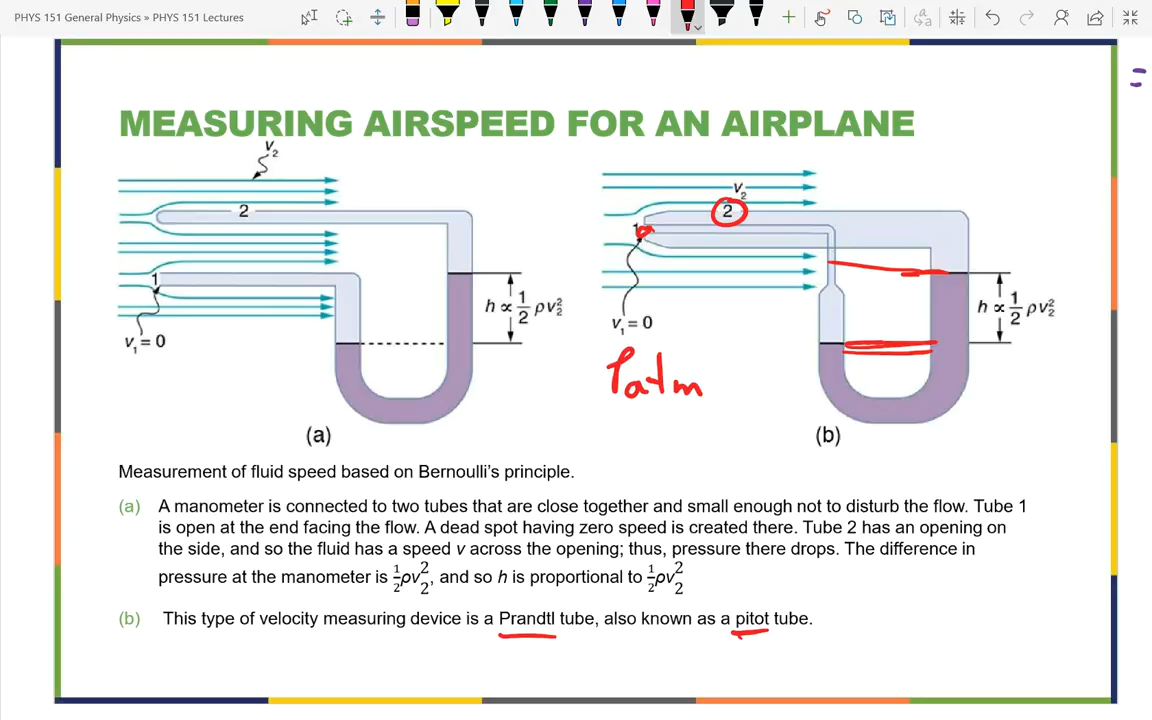 PHYS 151 General Physics » PHYS 151 Lectures
MEASURING AIRSPEED FOR AN AIRPLANE
v₂
2
1
v₁ = 0
h ∝ 1/2 ρv₂²
(a)
v₂
2
1
v₁ = 0
h ∝ 1/2 ρv₂²
Patm
(b)
Measurement of fluid speed based on Bernoulli’s principle.
(a) A manometer is connected to two tubes that are close together and small enough not to disturb the flow. Tube 1
is open at the end facing the flow. A dead spot having zero speed is created there. Tube 2 has an opening on
the side, and so the fluid has a speed v across the opening; thus, pressure there drops. The difference in
pressure at the manometer is 1/2 ρv₂², and so h is proportional to 1/2 ρv₂²
(b) This type of velocity measuring device is a Prandtl tube, also known as a pitot tube.